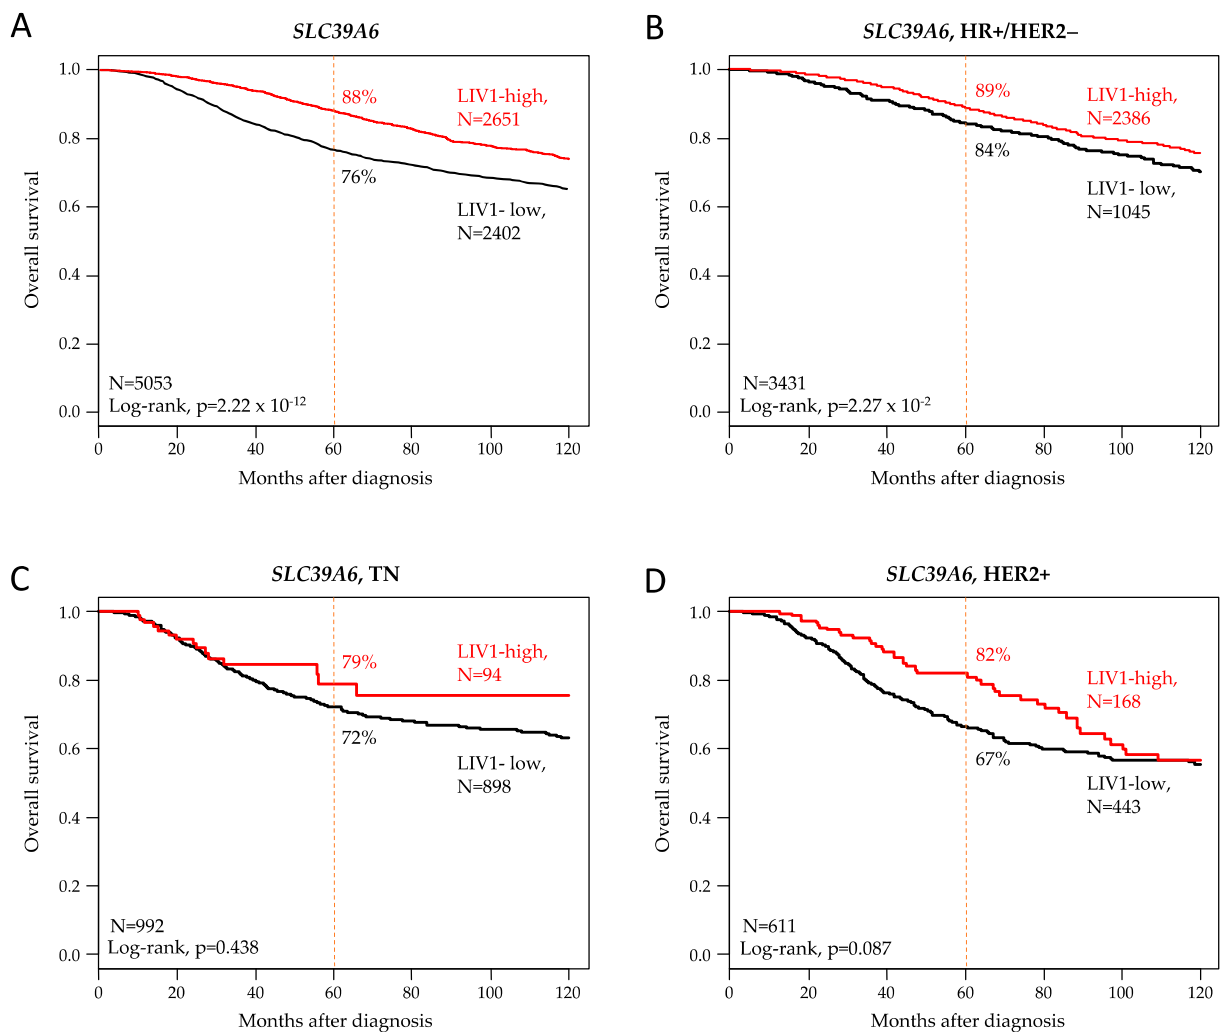 A
SLC39A6
1.0
0.8
0.6
0.4
0.2
0.0
Overall survival
88%
76%
LIV1-high,
N=2651
LIV1- low,
N=2402
N=5053
Log-rank, p=2.22 x 10-12
0 20 40 60 80 100 120
Months after diagnosis
B
SLC39A6, HR+/HER2−
1.0
0.8
0.6
0.4
0.2
0.0
Overall survival
89%
84%
LIV1-high,
N=2386
LIV1- low,
N=1045
N=3431
Log-rank, p=2.27 x 10-2
0 20 40 60 80 100 120
Months after diagnosis
C
SLC39A6, TN
1.0
0.8
0.6
0.4
0.2
0.0
Overall survival
79%
72%
LIV1-high,
N=94
LIV1- low,
N=898
N=992
Log-rank, p=0.438
0 20 40 60 80 100 120
Months after diagnosis
D
SLC39A6, HER2+
1.0
0.8
0.6
0.4
0.2
0.0
Overall survival
82%
67%
LIV1-high,
N=168
LIV1-low,
N=443
N=611
Log-rank, p=0.087
0 20 40 60 80 100 120
Months after diagnosis